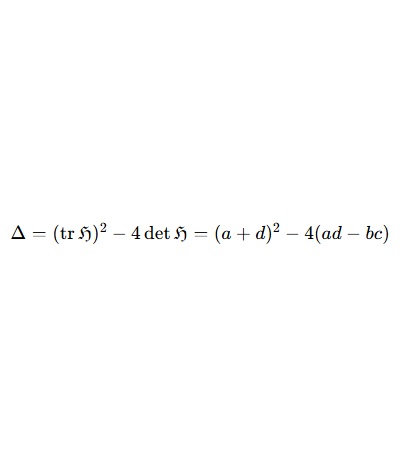 Δ = (tr ℌ)² − 4 det ℌ = (a + d)² − 4(ad − bc)